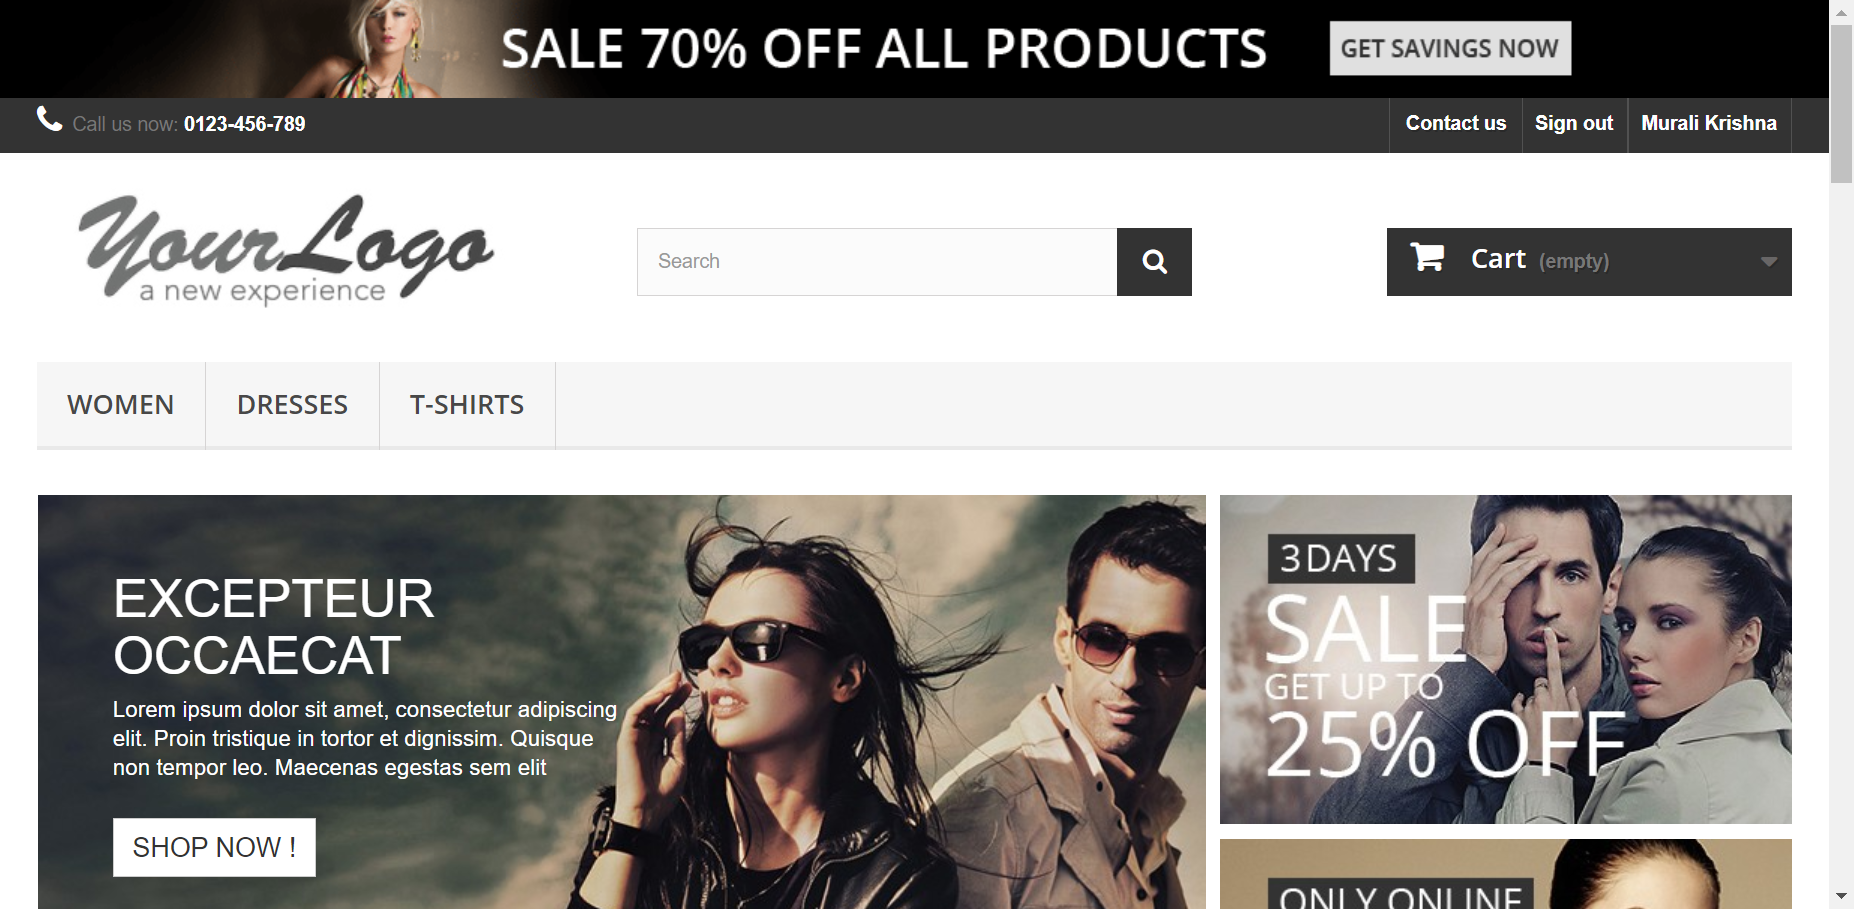 SALE 70% OFF ALL PRODUCTS
GET SAVINGS NOW
Call us now: 0123-456-789
Contact us
Sign out
Murali Krishna
YourLogo
a new experience
Search
Cart (empty)
WOMEN
DRESSES
T-SHIRTS
EXCEPTEUR
OCCAECAT
Lorem ipsum dolor sit amet, consectetur adipiscing
elit. Proin tristique in tortor et dignissim. Quisque
non tempor leo. Maecenas egestas sem elit
SHOP NOW !
3 DAYS
SALE
GET UP TO
25% OFF
ONLY ONLINE